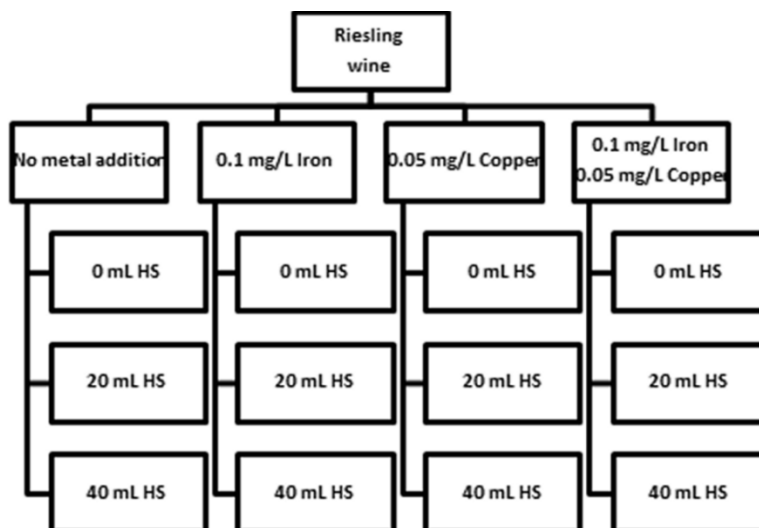 Riesling
wine
No metal addition
0.1 mg/L Iron
0.05 mg/L Copper
0.1 mg/L Iron
0.05 mg/L Copper
0 mL HS
0 mL HS
0 mL HS
0 mL HS
20 mL HS
20 mL HS
20 mL HS
20 mL HS
40 mL HS
40 mL HS
40 mL HS
40 mL HS